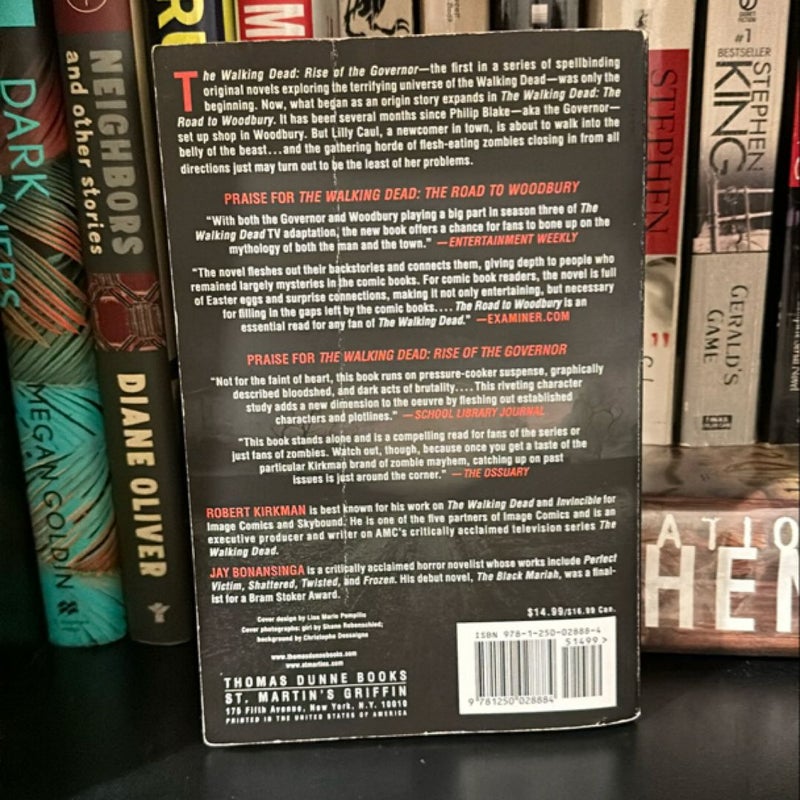 The Walking Dead: Rise of the Governor—the first in a series of spellbinding
original novels exploring the terrifying universe of the Walking Dead—was only the
beginning. Now, what began as an origin story expands in The Walking Dead: The
Road to Woodbury. It has been several months since Philip Blake—aka the Governor—
set up shop in Woodbury. But Lilly Caul, a newcomer in town, is about to walk into the
belly of the beast...and the gathering horde of flesh-eating zombies closing in from all
directions just may turn out to be the least of her problems.
PRAISE FOR THE WALKING DEAD: THE ROAD TO WOODBURY
"With both the Governor and Woodbury playing a big part in season three of The
Walking Dead TV adaptation, the new book offers a chance for fans to bone up on the
mythology of both the man and the town." —ENTERTAINMENT WEEKLY
"The novel fleshes out their backstories and connects them, giving depth to people who
remained largely mysteries in the comic books. For comic book readers, the novel is full
of Easter eggs and surprise connections, making it not only entertaining, but necessary
for filling in the gaps left by the comic books.... The Road to Woodbury is an
essential read for any fan of The Walking Dead." —EXAMINER.COM
PRAISE FOR THE WALKING DEAD: RISE OF THE GOVERNOR
"Not for the faint of heart, this book runs on pressure-cooker suspense, graphically
described bloodshed, and dark acts of brutality.... This riveting character
study adds a new dimension to the oeuvre by fleshing out established
characters and plotlines." —SCHOOL LIBRARY JOURNAL
"This book stands alone and is a compelling read for fans of the series or
just fans of zombies. Watch out, though, because once you get a taste of the
particular Kirkman brand of zombie mayhem, catching up on past
issues is just around the corner." —THE OSSUARY
ROBERT KIRKMAN is best known for his work on The Walking Dead and Invincible for
Image Comics and Skybound. He is one of the five partners of Image Comics and is an
executive producer and writer on AMC's critically acclaimed television series The
Walking Dead.
JAY BONANSINGA is a critically acclaimed horror novelist whose works include Perfect
Victim, Shattered, Twisted, and Frozen. His debut novel, The Black Mariah, was a final-
ist for a Bram Stoker Award.
Cover design by Lisa Marie Pompilio
Cover photographs: girl by Shane Rebenschied;
background by Christophe Dessaigne
www.thomasdunnebooks.com
www.stmartins.com
THOMAS DUNNE BOOKS
ST. MARTIN'S GRIFFIN
175 Fifth Avenue, New York, N.Y. 10010
PRINTED IN THE UNITED STATES OF AMERICA
$14.99/$16.99 Can.
ISBN 978-1-250-02888-4
51499>
9 781250 028884
DARK
MEGAN GOLDIN
NEIGHBORS
and other stories
DIANE OLIVER
STEPHEN
#1
BESTSELLER
STEPHEN
KING
GERALD'S
GAME
ATIO
HEN